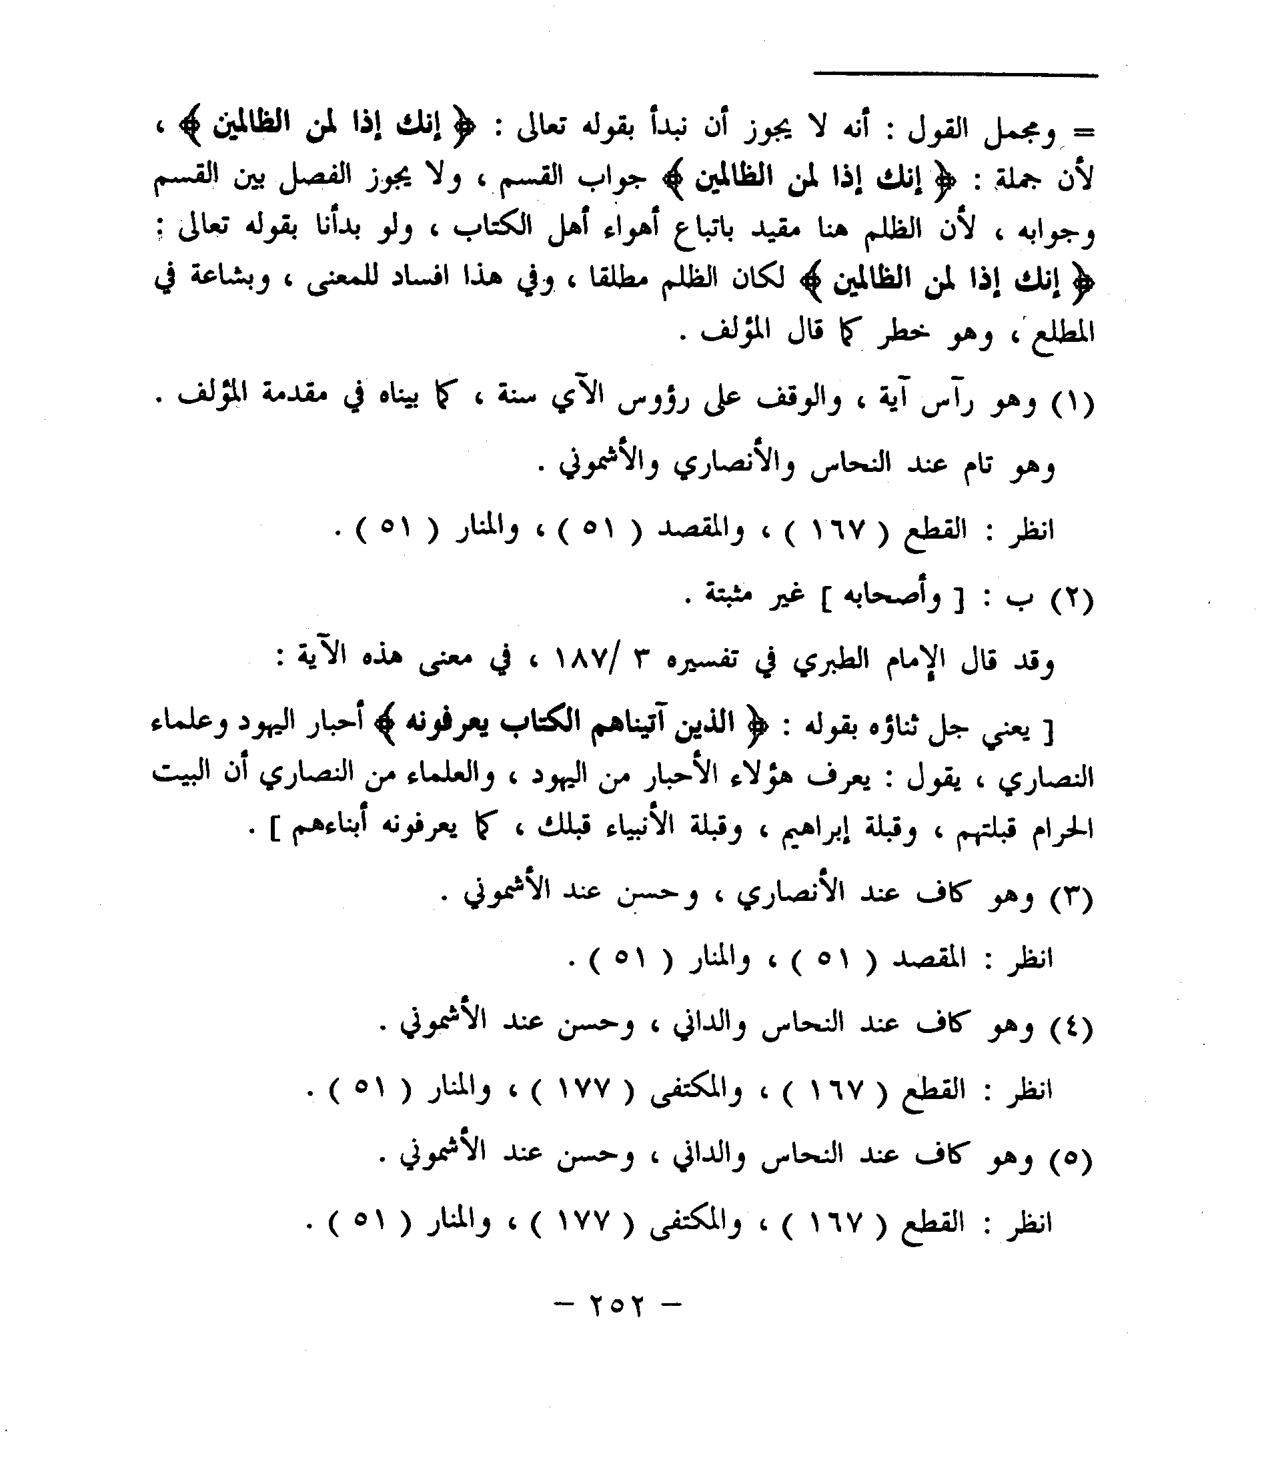 = ومجمل القول : أنه لا يجوز أن نبدأ بقوله تعالى : ﴿ إنك إذا لمن الظالمين ﴾ ،
لأن جملة : ﴿ إنك إذا لمن الظالمين ﴾ جواب القسم ، ولا يجوز الفصل بين القسم
وجوابه ، لأن الظلم هنا مقيد باتباع أهواء أهل الكتاب ، ولو بدأنا بقوله تعالى :
﴿ إنك إذا لمن الظالمين ﴾ لكان الظلم مطلقا ، وفي هذا افساد للمعنى ، وبشاعة في
المطلع ، وهو خطر كما قال المؤلف .
(١) وهو رآس آية ، والوقف على رؤوس الآي سنة ، كما بيناه في مقدمة المؤلف .
وهو تام عند النحاس والأنصاري والأشموني .
انظر : القطع ( ١٦٧ ) ، والمقصد ( ٥١ ) ، والمنار ( ٥١ ) .
(٢) ب : [ وأصحابه ] غير مثبتة .
وقد قال الإمام الطبري في تفسيره ٣ /١٨٧ ، في معنى هذه الآية :
[ يعني جل ثناؤه بقوله : ﴿ الذين آتيناهم الكتاب يعرفونه ﴾ أحبار اليهود وعلماء
النصاري ، يقول : يعرف هؤلاء الأحبار من اليهود ، والعلماء من النصاري أن البيت
الحرام قبلتهم ، وقبلة إبراهيم ، وقبلة الأنبياء قبلك ، كما يعرفونه أبناءهم ] .
(٣) وهو كاف عند الأنصاري ، وحسن عند الأشموني .
انظر : المقصد ( ٥١ ) ، والمنار ( ٥١ ) .
(٤) وهو كاف عند النحاس والداني ، وحسن عند الأشموني .
انظر : القطع ( ١٦٧ ) ، والمكتفى ( ١٧٧ ) ، والمنار ( ٥١ ) .
(٥) وهو كاف عند النحاس والداني ، وحسن عند الأشموني .
انظر : القطع ( ١٦٧ ) ، والمكتفى ( ١٧٧ ) ، والمنار ( ٥١ ) .
– ٢٥٢ –